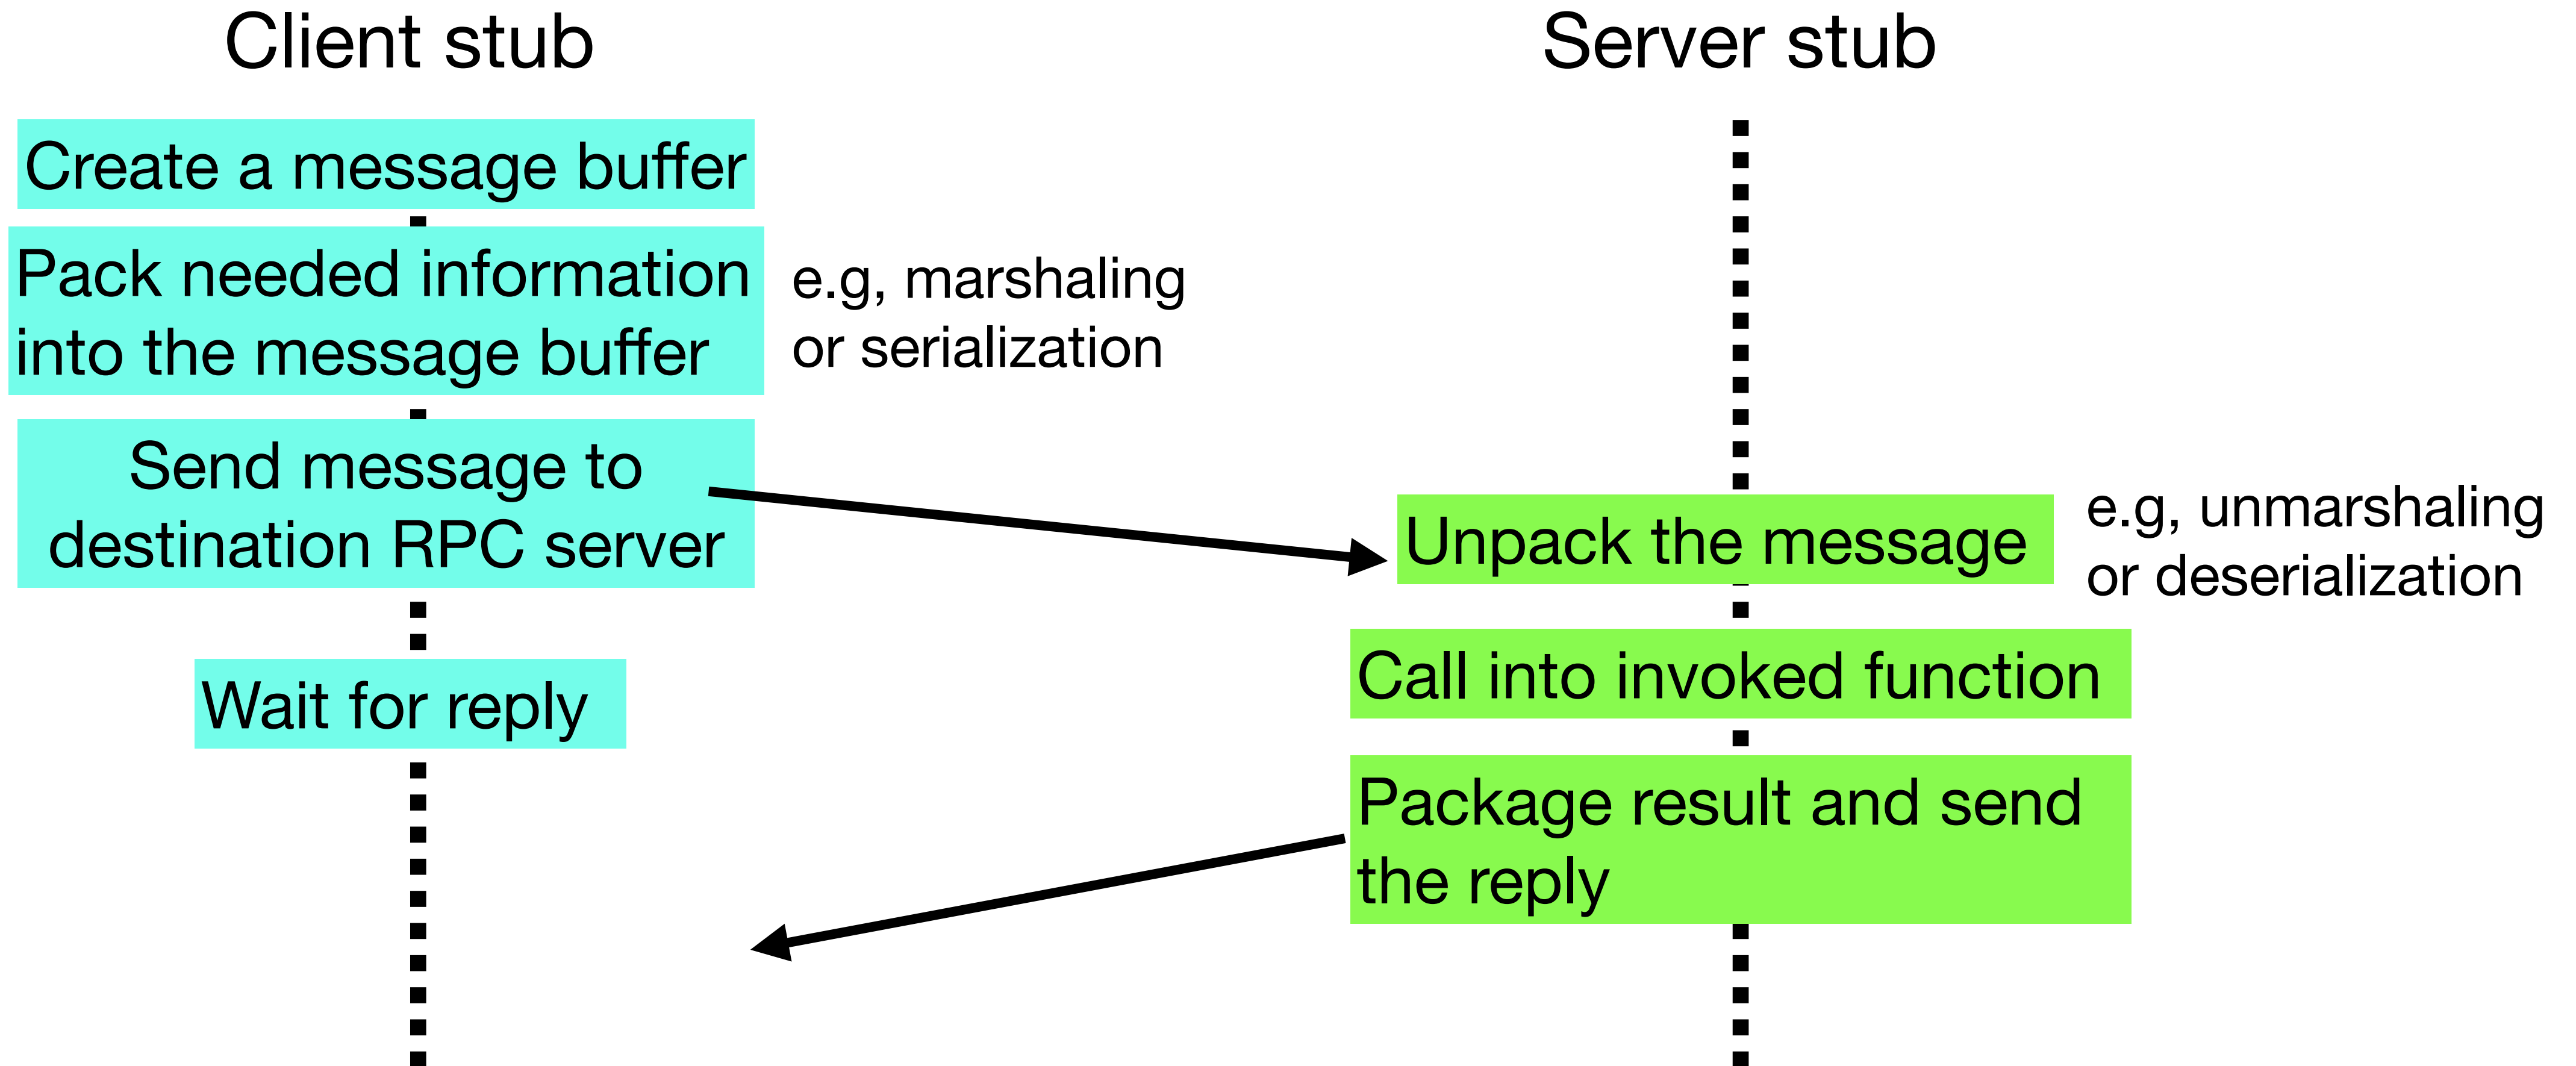 Client stub
Server stub
Create a message buffer
Pack needed information
into the message buffer
e.g, marshaling
or serialization
Send message to
destination RPC server
Unpack the message
e.g, unmarshaling
or deserialization
Call into invoked function
Wait for reply
Package result and send
the reply